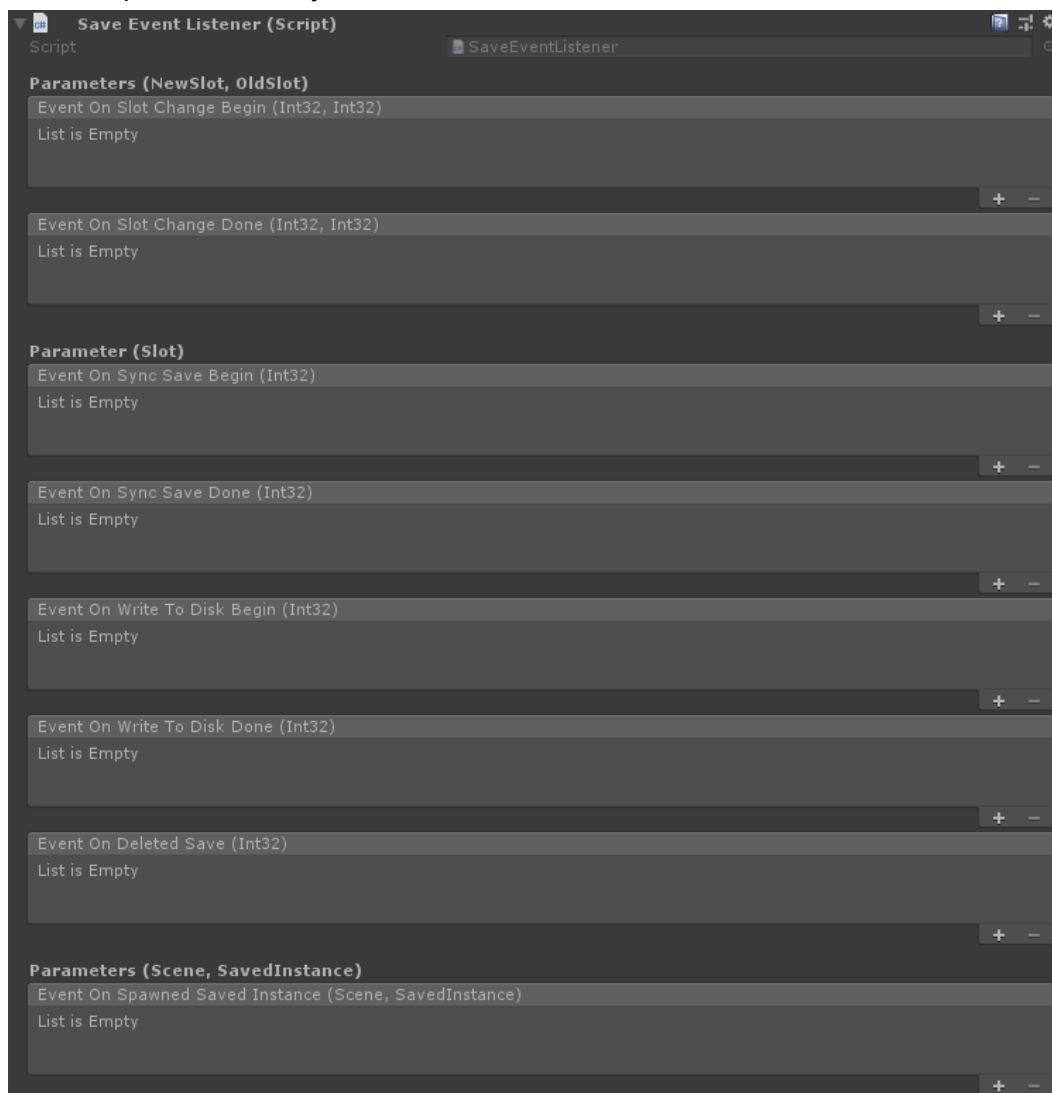 Save Event Listener (Script)
Script SaveEventListener
Parameters (NewSlot, OldSlot)
Event On Slot Change Begin (Int32, Int32)
List is Empty
Event On Slot Change Done (Int32, Int32)
List is Empty
Parameter (Slot)
Event On Sync Save Begin (Int32)
List is Empty
Event On Sync Save Done (Int32)
List is Empty
Event On Write To Disk Begin (Int32)
List is Empty
Event On Write To Disk Done (Int32)
List is Empty
Event On Deleted Save (Int32)
List is Empty
Parameters (Scene, SavedInstance)
Event On Spawned Saved Instance (Scene, SavedInstance)
List is Empty